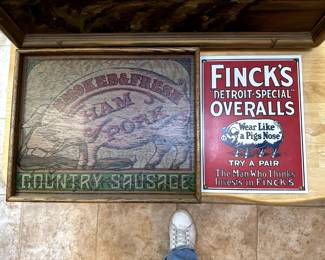 SMOKED & FRESH
HAM
PORK
COUNTRY SAUSAGE
FINCK'S
"DETROIT-SPECIAL"
OVERALLS
Wear Like
a Pigs Nose
TRY A PAIR
The Man Who Thinks
Invests in FINCK'S